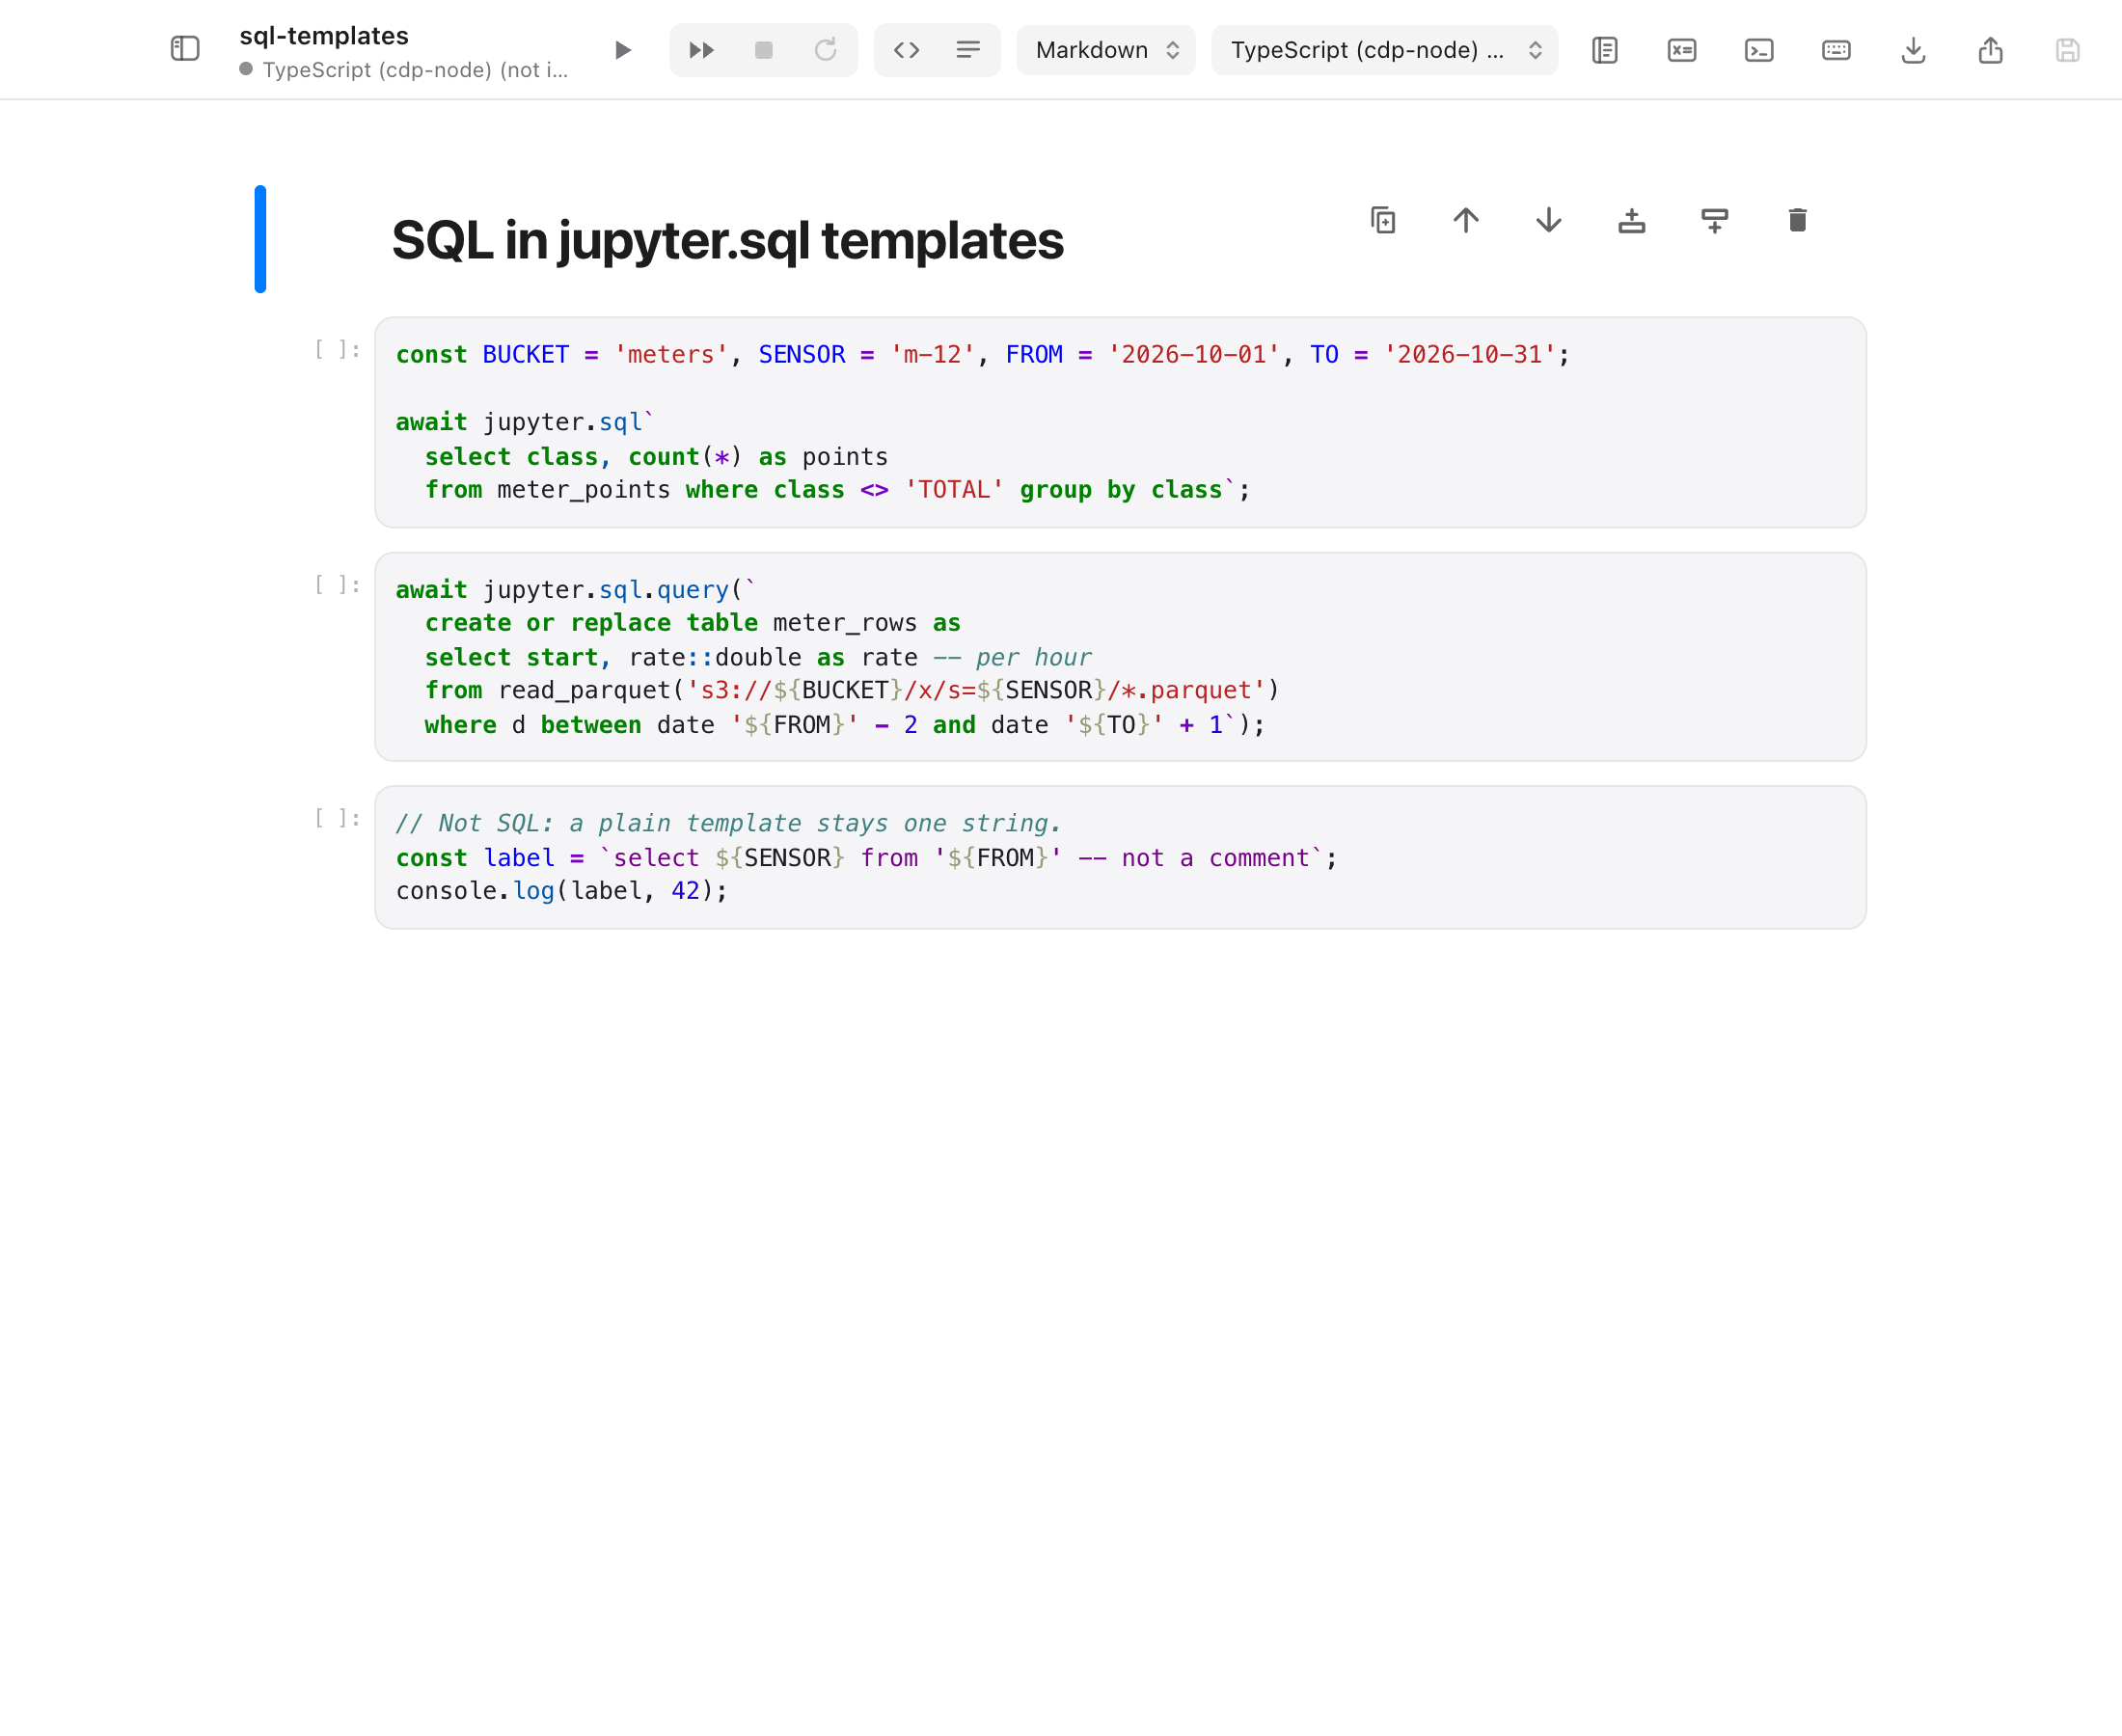 sql-templates
TypeScript (cdp-node) (not i...
Markdown
TypeScript (cdp-node) ...
SQL in jupyter.sql templates
[ ]:
const BUCKET = 'meters', SENSOR = 'm-12', FROM = '2026-10-01', TO = '2026-10-31';
await jupyter.sql`
  select class, count(*) as points
  from meter_points where class <> 'TOTAL' group by class`;
[ ]:
await jupyter.sql.query(`
  create or replace table meter_rows as
  select start, rate::double as rate -- per hour
  from read_parquet('s3://${BUCKET}/x/s=${SENSOR}/*.parquet')
  where d between date '${FROM}' - 2 and date '${TO}' + 1`);
[ ]:
// Not SQL: a plain template stays one string.
const label = `select ${SENSOR} from '${FROM}' -- not a comment`;
console.log(label, 42);